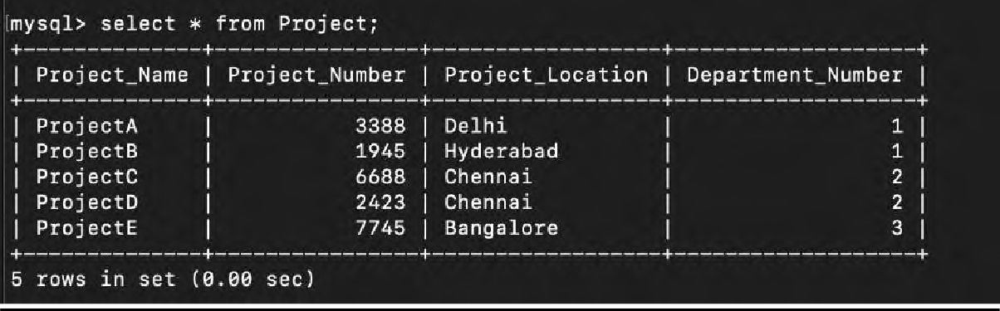 mysql> select * from Project;
+--------------+----------------+------------------+-------------------+
| Project_Name | Project_Number | Project_Location | Department_Number |
+--------------+----------------+------------------+-------------------+
| ProjectA     |           3388 | Delhi            |                 1 |
| ProjectB     |           1945 | Hyderabad        |                 1 |
| ProjectC     |           6688 | Chennai          |                 2 |
| ProjectD     |           2423 | Chennai          |                 2 |
| ProjectE     |           7745 | Bangalore        |                 3 |
+--------------+----------------+------------------+-------------------+
5 rows in set (0.00 sec)